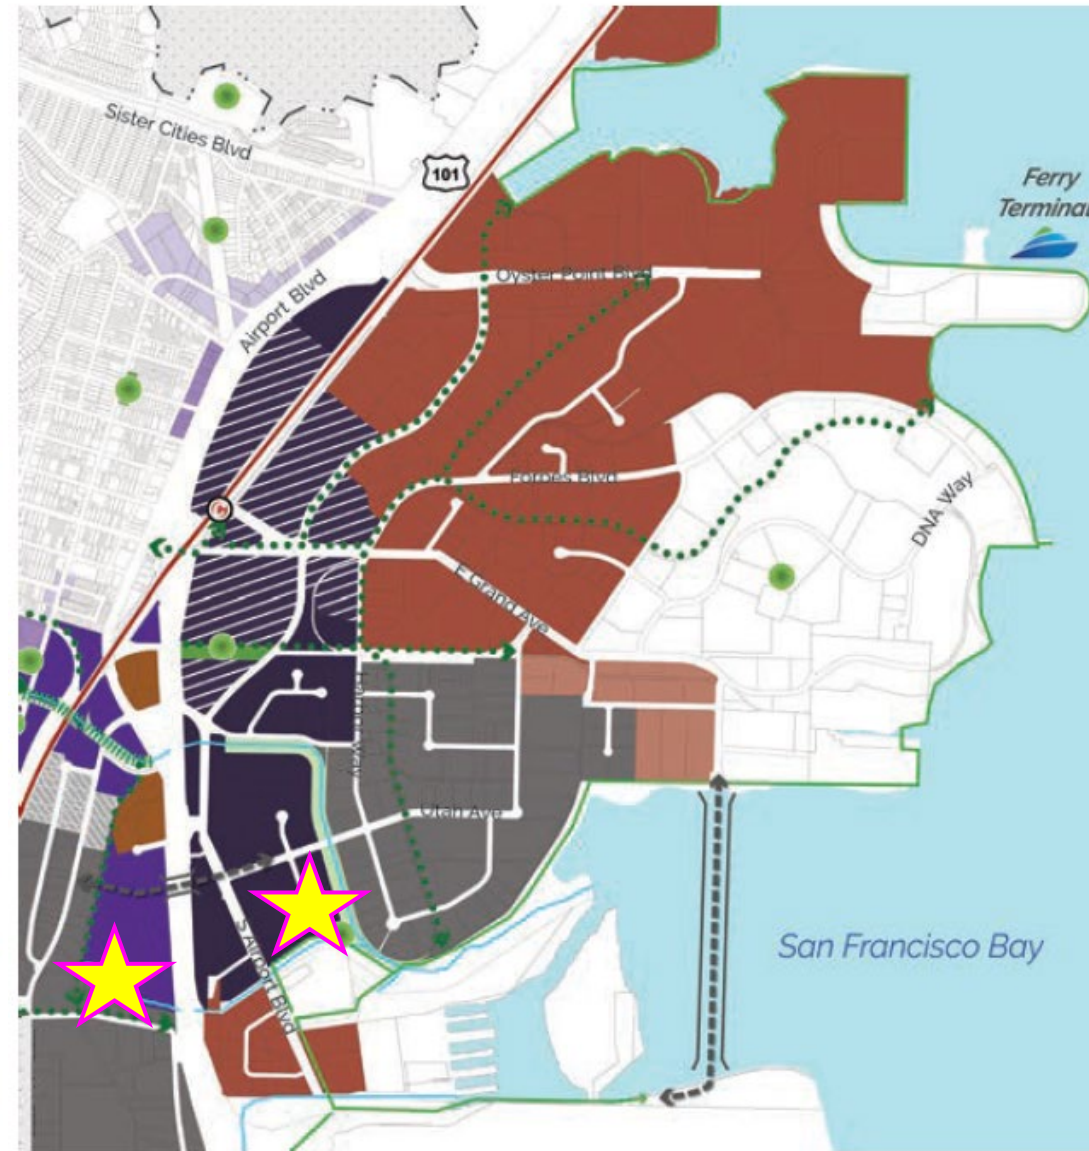 Sister Cities Blvd
101
Ferry
Terminal
Airport Blvd
Oyster Point Blvd
Forbes Blvd
DNA Way
E Grand Ave
Utah Ave
S Airport Blvd
San Francisco Bay